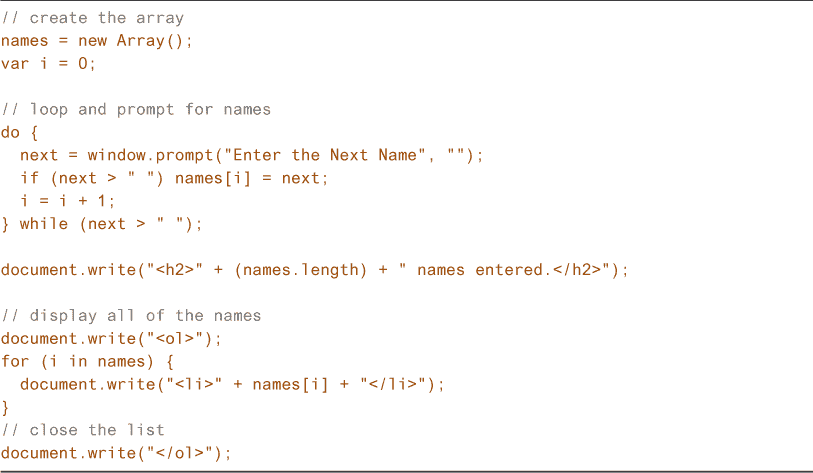 // create the array
names = new Array();
var i = 0;

// loop and prompt for names
do {
  next = window.prompt("Enter the Next Name", "");
  if (next > " ") names[i] = next;
  i = i + 1;
} while (next > " ");

document.write("<h2>" + (names.length) + " names entered.</h2>");

// display all of the names
document.write("<ol>");
for (i in names) {
  document.write("<li>" + names[i] + "</li>");
}
// close the list
document.write("</ol>");